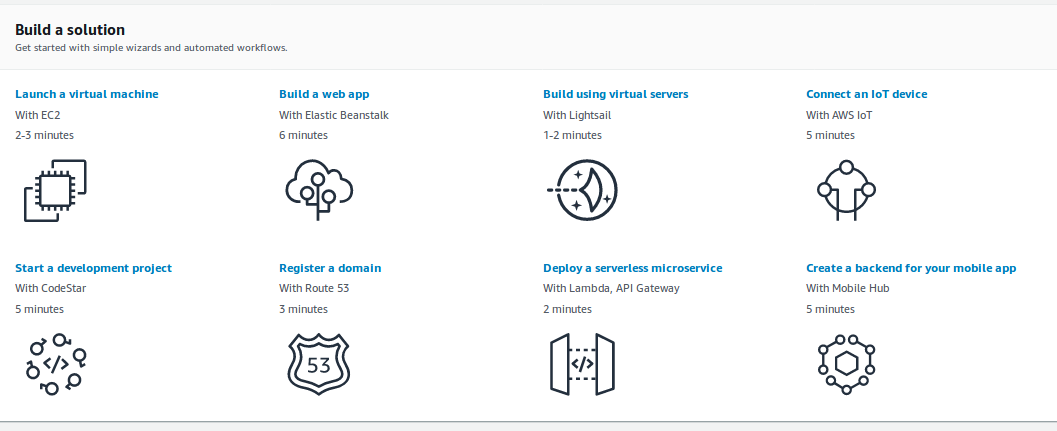 Build a solution
Get started with simple wizards and automated workflows.
Launch a virtual machine
With EC2
2-3 minutes
Build a web app
With Elastic Beanstalk
6 minutes
Build using virtual servers
With Lightsail
1-2 minutes
Connect an IoT device
With AWS IoT
5 minutes
Start a development project
With CodeStar
5 minutes
</>
Register a domain
With Route 53
3 minutes
53
Deploy a serverless microservice
With Lambda, API Gateway
2 minutes
</>
Create a backend for your mobile app
With Mobile Hub
5 minutes